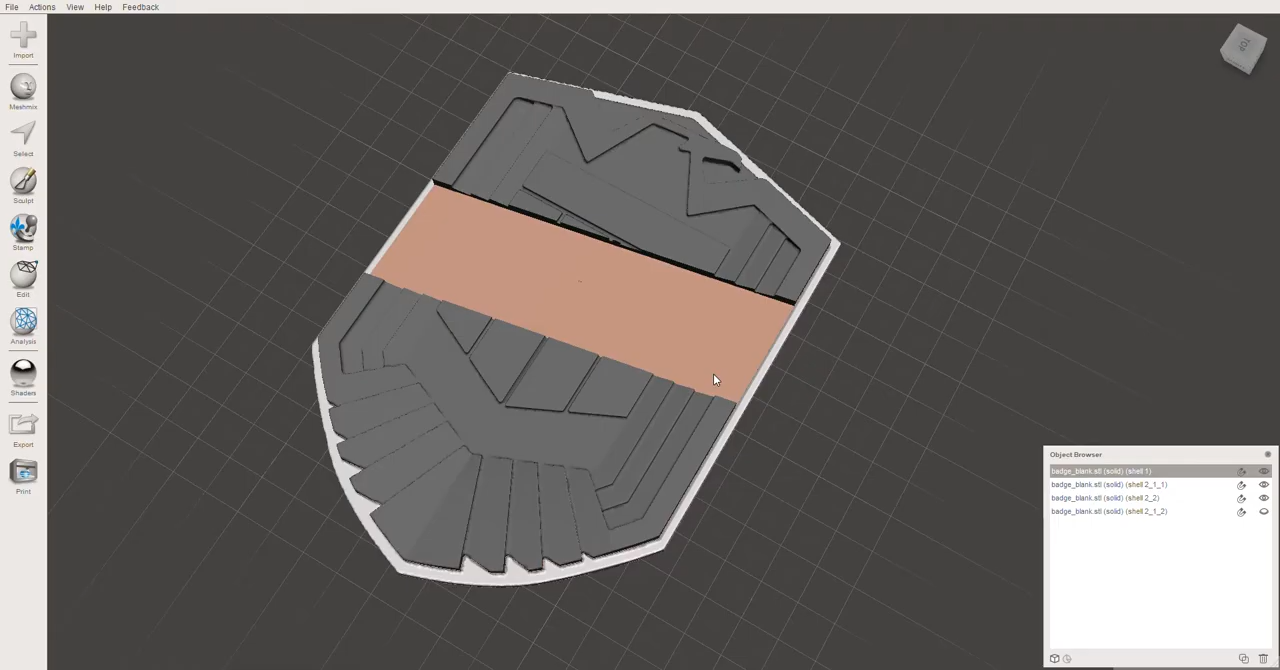 File Actions View Help Feedback
TOP
Import
Meshmix
Select
Sculpt
Stamp
Edit
Analysis
Shaders
Export
Print
Object Browser
badge_blank.stl (solid) (shell 1)
badge_blank.stl (solid) (shell 2_1_1)
badge_blank.stl (solid) (shell 2_2)
badge_blank.stl (solid) (shell 2_1_2)